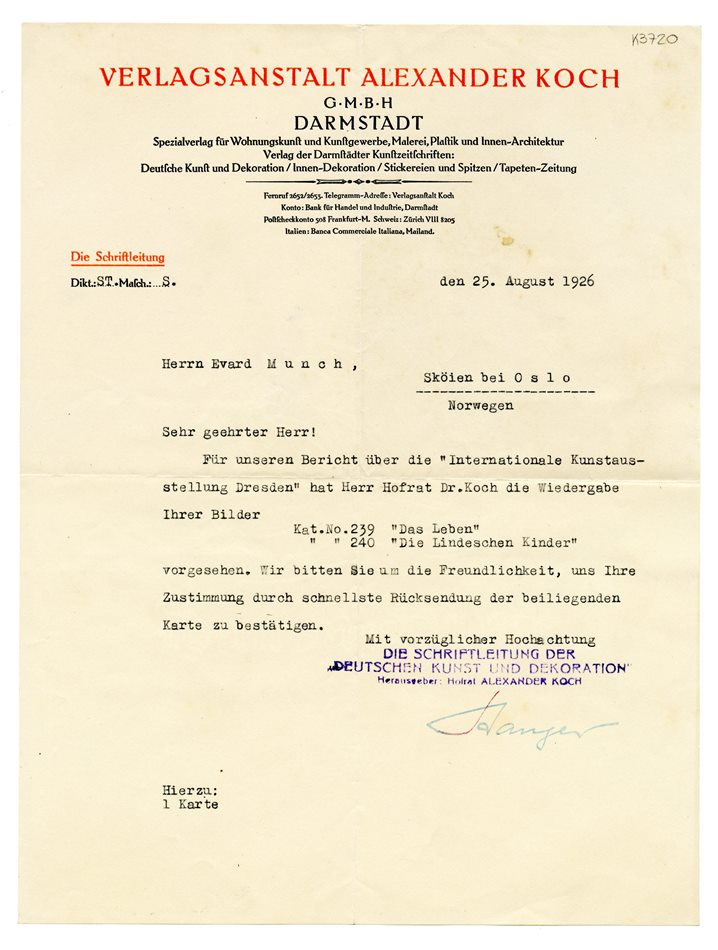 K3720
VERLAGSANSTALT ALEXANDER KOCH
G·M·B·H
DARMSTADT
Spezialverlag für Wohnungskunst und Kunstgewerbe, Malerei, Plastik und Innen-Architektur
Verlag der Darmstädter Kunstzeitschriften:
Deutsche Kunst und Dekoration / Innen-Dekoration / Stickereien und Spitzen / Tapeten-Zeitung
Fernruf 2652/2653. Telegramm-Adresse: Verlagsanstalt Koch
Konto: Bank für Handel und Industrie, Darmstadt
Postscheckkonto 508 Frankfurt-M. Schweiz: Zürich VIII 8205
Italien: Banca Commerciale Italiana, Mailand.
Die Schriftleitung
Dikt.: ST. Masch.: ... S.
den 25. August 1926
Herrn Evard M u n c h ,
Sköien bei O s l o
Norwegen
Sehr geehrter Herr!
Für unseren Bericht über die "Internationale Kunstaus-
stellung Dresden" hat Herr Hofrat Dr.Koch die Wiedergabe
Ihrer Bilder
Kat.No.239 "Das Leben"
" " 240 "Die Lindeschen Kinder"
vorgesehen. Wir bitten Sie um die Freundlichkeit, uns Ihre
Zustimmung durch schnellste Rücksendung der beiliegenden
Karte zu bestätigen.
Mit vorzüglicher Hochachtung
DIE SCHRIFTLEITUNG DER
„DEUTSCHEN KUNST UND DEKORATION"
Herausgeber: Hofrat ALEXANDER KOCH
Hierzu:
1 Karte